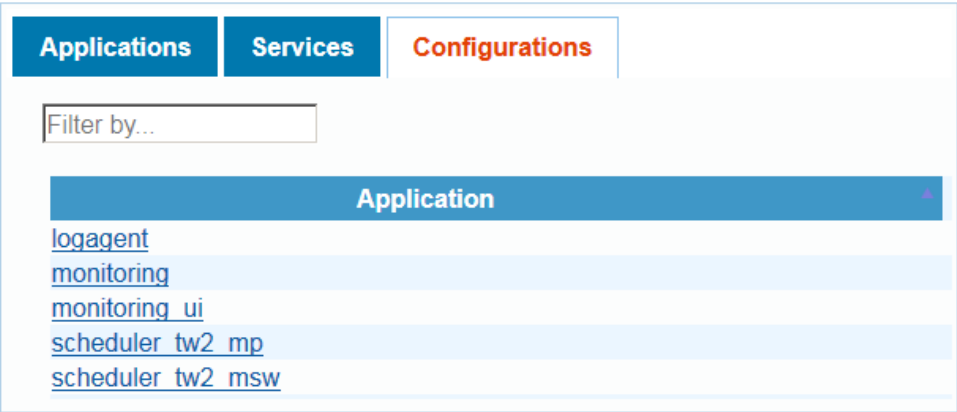 Applications Services Configurations
Filter by...
Application
logagent
monitoring
monitoring_ui
scheduler_tw2_mp
scheduler_tw2_msw